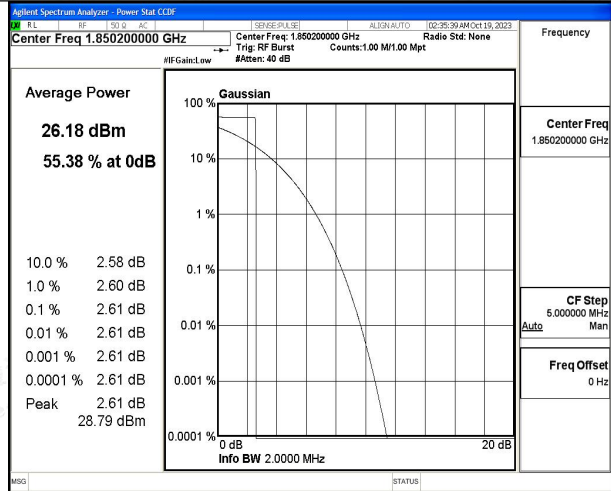 Agilent Spectrum Analyzer - Power Stat CCDF
RL RF 50 Ω AC SENSE:PULSE ALIGN AUTO 02:35:39 AM Oct 19, 2023
Center Freq 1.850200000 GHz
Center Freq: 1.850200000 GHz Radio Std: None
Trig: RF Burst Counts:1.00 M/1.00 Mpt
#IFGain:Low #Atten: 40 dB
Frequency
Average Power
26.18 dBm
55.38 % at 0dB
10.0 % 2.58 dB
1.0 % 2.60 dB
0.1 % 2.61 dB
0.01 % 2.61 dB
0.001 % 2.61 dB
0.0001 % 2.61 dB
Peak 2.61 dB
28.79 dBm
Gaussian
100 %
10 %
1 %
0.1 %
0.01 %
0.001 %
0.0001 %
0 dB 20 dB
Info BW 2.0000 MHz
Center Freq
1.850200000 GHz
CF Step
5.000000 MHz
Auto Man
Freq Offset
0 Hz
MSG STATUS